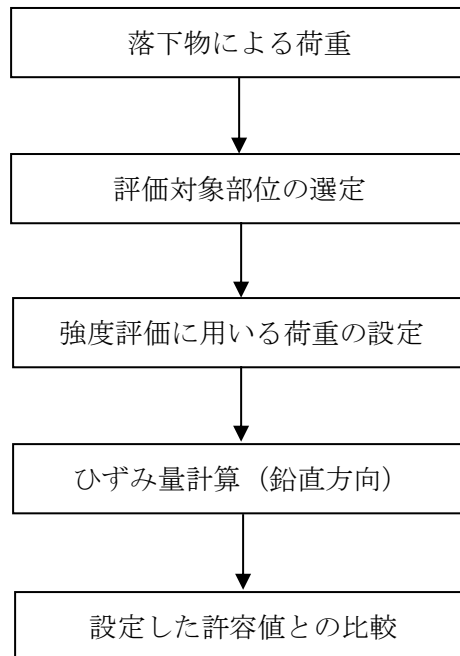 落下物による荷重
評価対象部位の選定
強度評価に用いる荷重の設定
ひずみ量計算（鉛直方向）
設定した許容値との比較